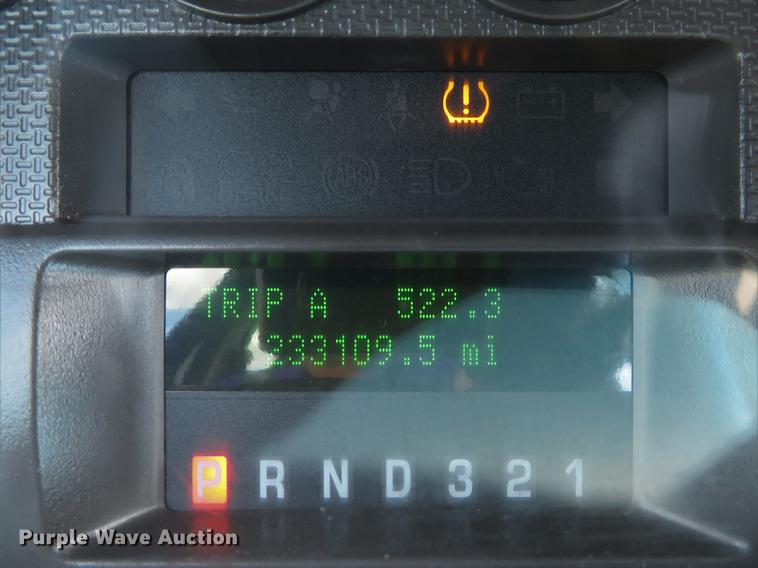 TRIP A 522.3
233109.5 mi
P R N D 3 2 1
Purple Wave Auction